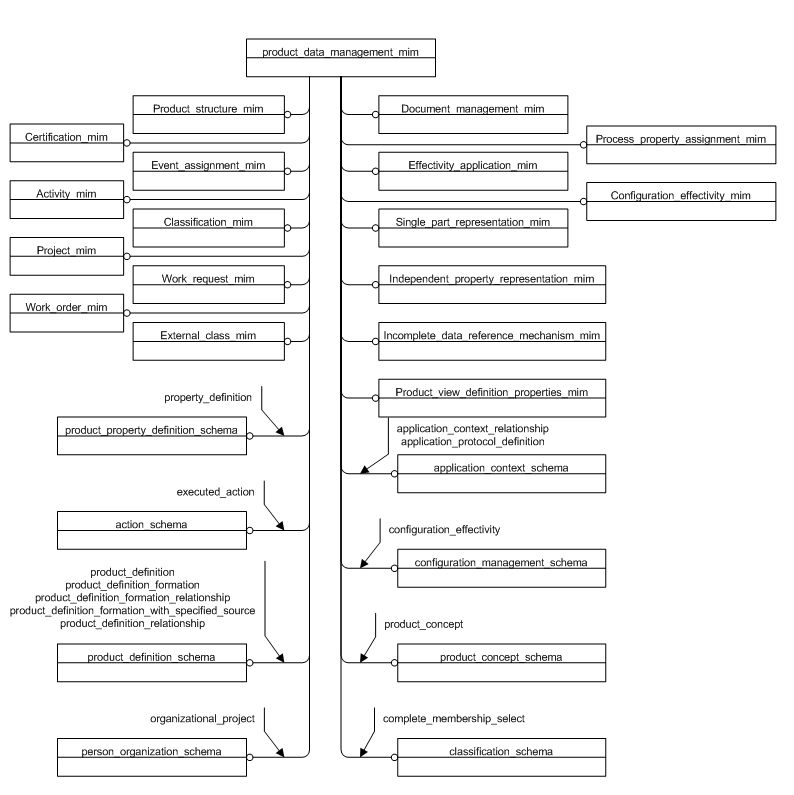 product_data_management_mim
Product_structure_mim
Document_management_mim
Certification_mim
Process_property_assignment_mim
Event_assignment_mim
Effectivity_application_mim
Activity_mim
Configuration_effectivity_mim
Classification_mim
Single_part_representation_mim
Project_mim
Work_request_mim
Independent_property_representation_mim
Work_order_mim
External_class_mim
Incomplete_data_reference_mechanism_mim
property_definition
Product_view_definition_properties_mim
product_property_definition_schema
application_context_relationship
application_protocol_definition
application_context_schema
executed_action
action_schema
configuration_effectivity
configuration_management_schema
product_definition
product_definition_formation
product_definition_formation_relationship
product_definition_formation_with_specified_source
product_definition_relationship
product_definition_schema
product_concept
product_concept_schema
organizational_project
person_organization_schema
complete_membership_select
classification_schema